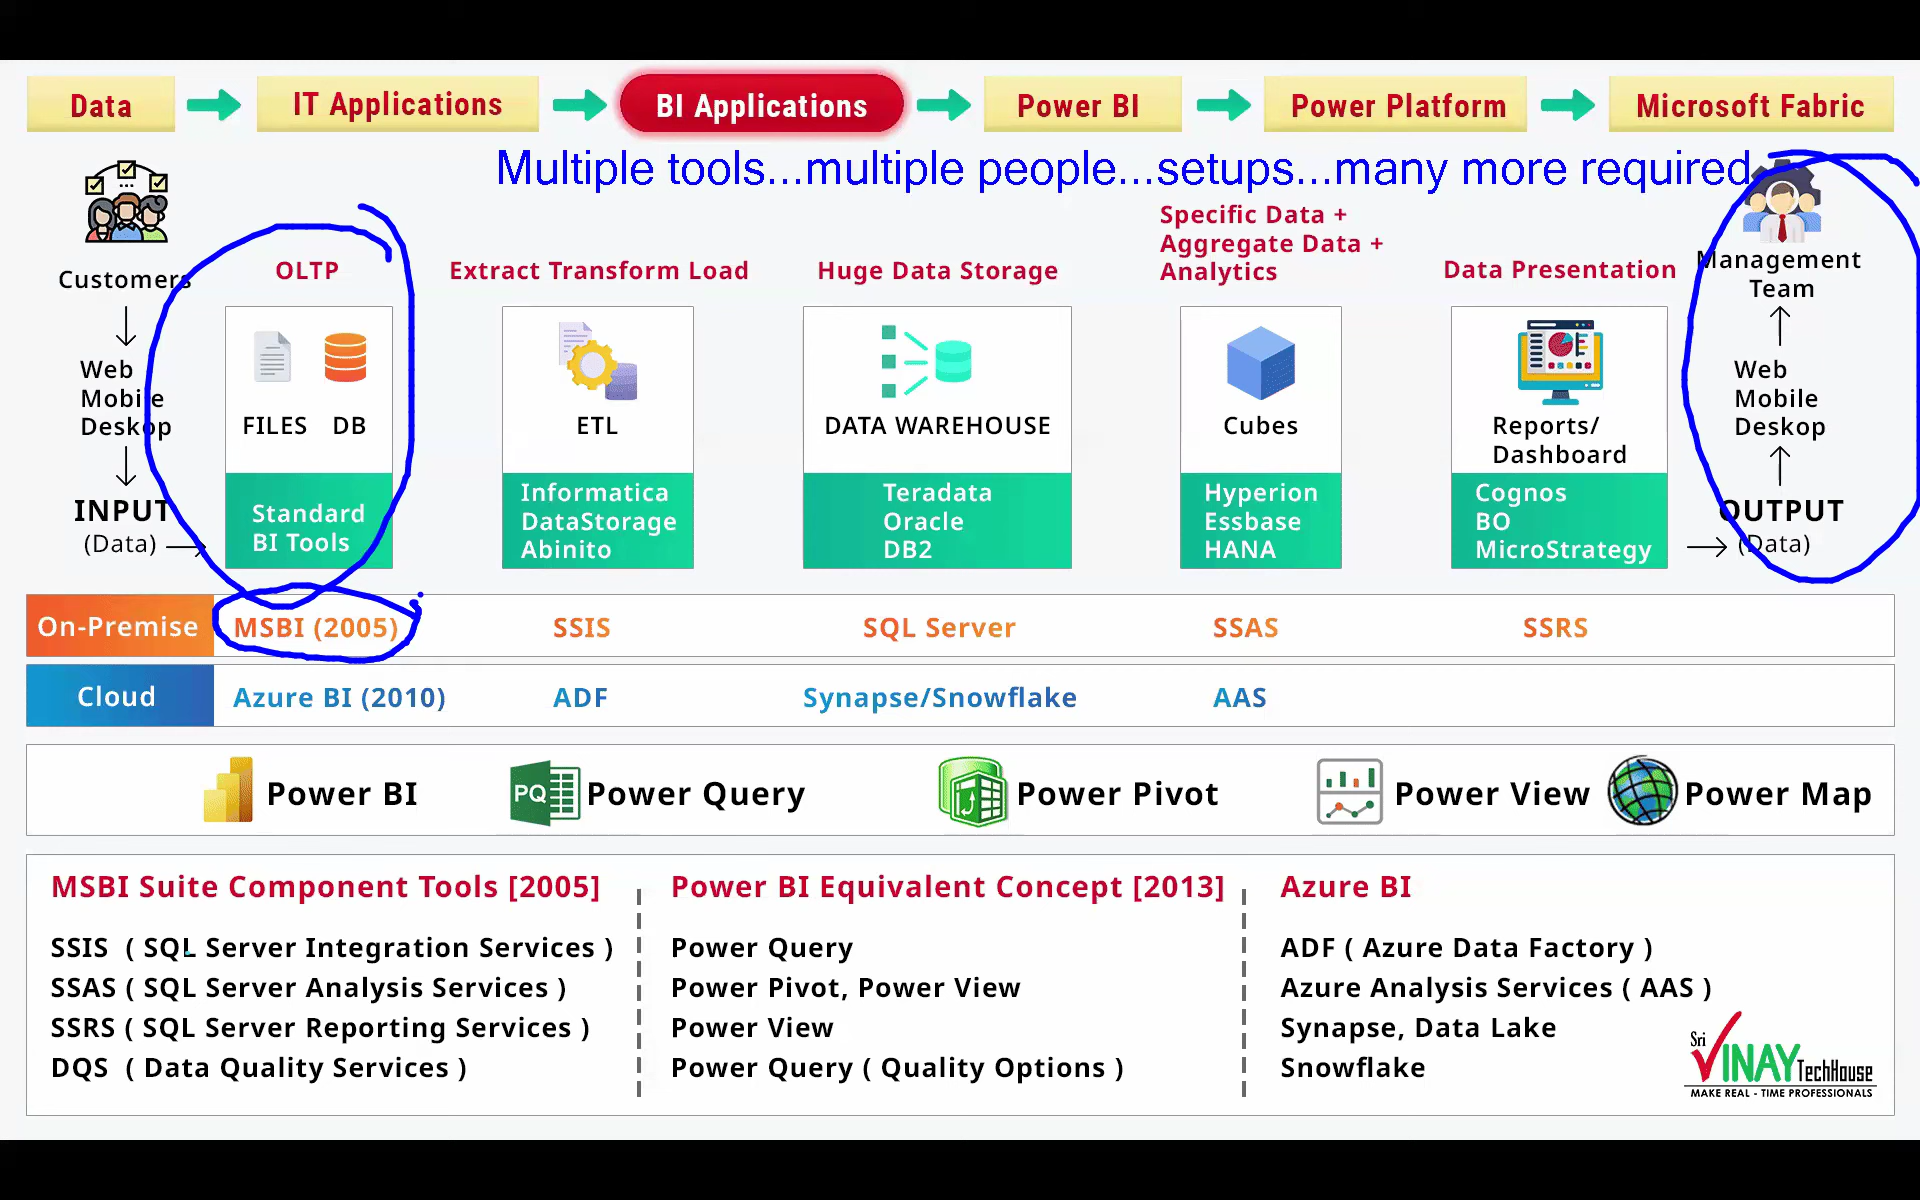 Data
IT Applications
BI Applications
Power BI
Power Platform
Microsoft Fabric
Multiple tools...multiple people...setups...many more required
Customers
Web
Mobile
Deskop
INPUT
(Data)
OLTP
FILES DB
Standard
BI Tools
Extract Transform Load
ETL
Informatica
DataStorage
Abinito
Huge Data Storage
DATA WAREHOUSE
Teradata
Oracle
DB2
Specific Data +
Aggregate Data +
Analytics
Cubes
Hyperion
Essbase
HANA
Data Presentation
Reports/
Dashboard
Cognos
BO
MicroStrategy
Management
Team
Web
Mobile
Deskop
OUTPUT
(Data)
On-Premise MSBI (2005) SSIS SQL Server SSAS SSRS
Cloud Azure BI (2010) ADF Synapse/Snowflake AAS
Power BI PQ Power Query Power Pivot Power View Power Map
MSBI Suite Component Tools [2005]
SSIS ( SQL Server Integration Services )
SSAS ( SQL Server Analysis Services )
SSRS ( SQL Server Reporting Services )
DQS ( Data Quality Services )
Power BI Equivalent Concept [2013]
Power Query
Power Pivot, Power View
Power View
Power Query ( Quality Options )
Azure BI
ADF ( Azure Data Factory )
Azure Analysis Services ( AAS )
Synapse, Data Lake
Snowflake
Sri
VINAY TechHouse
MAKE REAL - TIME PROFESSIONALS